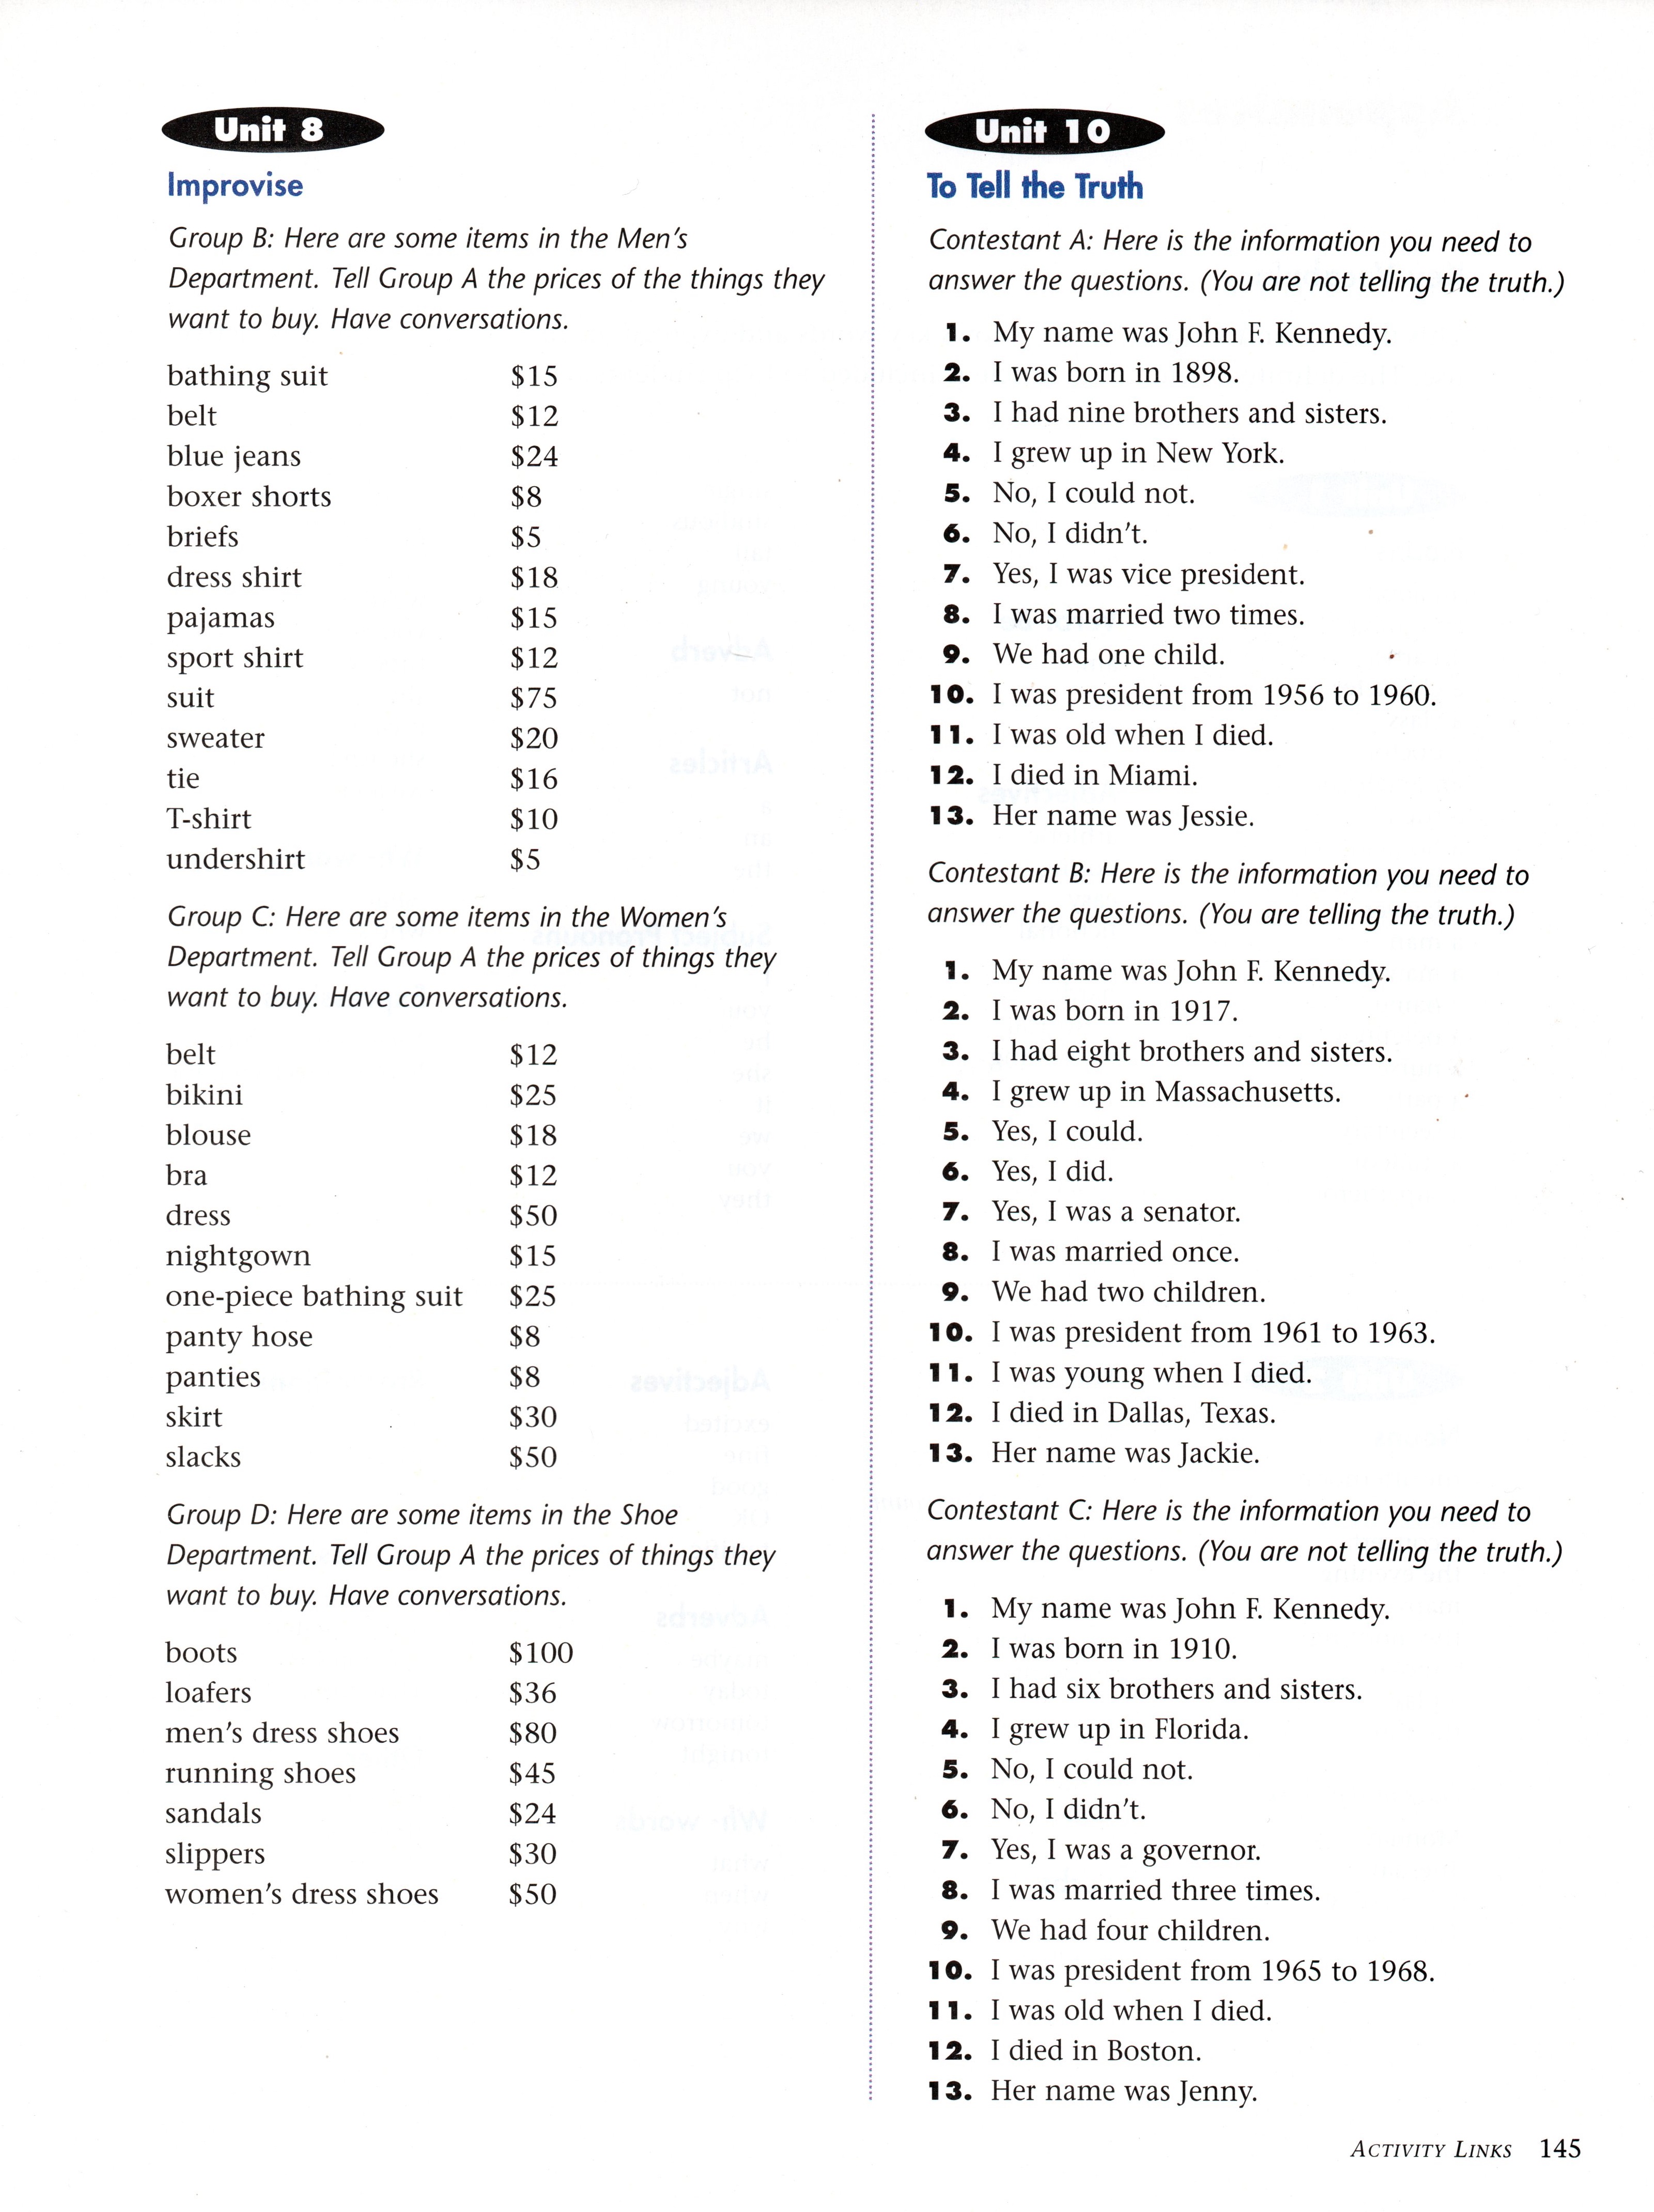 Unit 8
Improvise
Group B: Here are some items in the Men's
Department. Tell Group A the prices of the things they
want to buy. Have conversations.
bathing suit $15
belt $12
blue jeans $24
boxer shorts $8
briefs $5
dress shirt $18
pajamas $15
sport shirt $12
suit $75
sweater $20
tie $16
T-shirt $10
undershirt $5
Group C: Here are some items in the Women's
Department. Tell Group A the prices of things they
want to buy. Have conversations.
belt $12
bikini $25
blouse $18
bra $12
dress $50
nightgown $15
one-piece bathing suit $25
panty hose $8
panties $8
skirt $30
slacks $50
Group D: Here are some items in the Shoe
Department. Tell Group A the prices of things they
want to buy. Have conversations.
boots $100
loafers $36
men's dress shoes $80
running shoes $45
sandals $24
slippers $30
women's dress shoes $50
Unit 10
To Tell the Truth
Contestant A: Here is the information you need to
answer the questions. (You are not telling the truth.)
1. My name was John F. Kennedy.
2. I was born in 1898.
3. I had nine brothers and sisters.
4. I grew up in New York.
5. No, I could not.
6. No, I didn't.
7. Yes, I was vice president.
8. I was married two times.
9. We had one child.
10. I was president from 1956 to 1960.
11. I was old when I died.
12. I died in Miami.
13. Her name was Jessie.
Contestant B: Here is the information you need to
answer the questions. (You are telling the truth.)
1. My name was John F. Kennedy.
2. I was born in 1917.
3. I had eight brothers and sisters.
4. I grew up in Massachusetts.
5. Yes, I could.
6. Yes, I did.
7. Yes, I was a senator.
8. I was married once.
9. We had two children.
10. I was president from 1961 to 1963.
11. I was young when I died.
12. I died in Dallas, Texas.
13. Her name was Jackie.
Contestant C: Here is the information you need to
answer the questions. (You are not telling the truth.)
1. My name was John F. Kennedy.
2. I was born in 1910.
3. I had six brothers and sisters.
4. I grew up in Florida.
5. No, I could not.
6. No, I didn't.
7. Yes, I was a governor.
8. I was married three times.
9. We had four children.
10. I was president from 1965 to 1968.
11. I was old when I died.
12. I died in Boston.
13. Her name was Jenny.
ACTIVITY LINKS 145